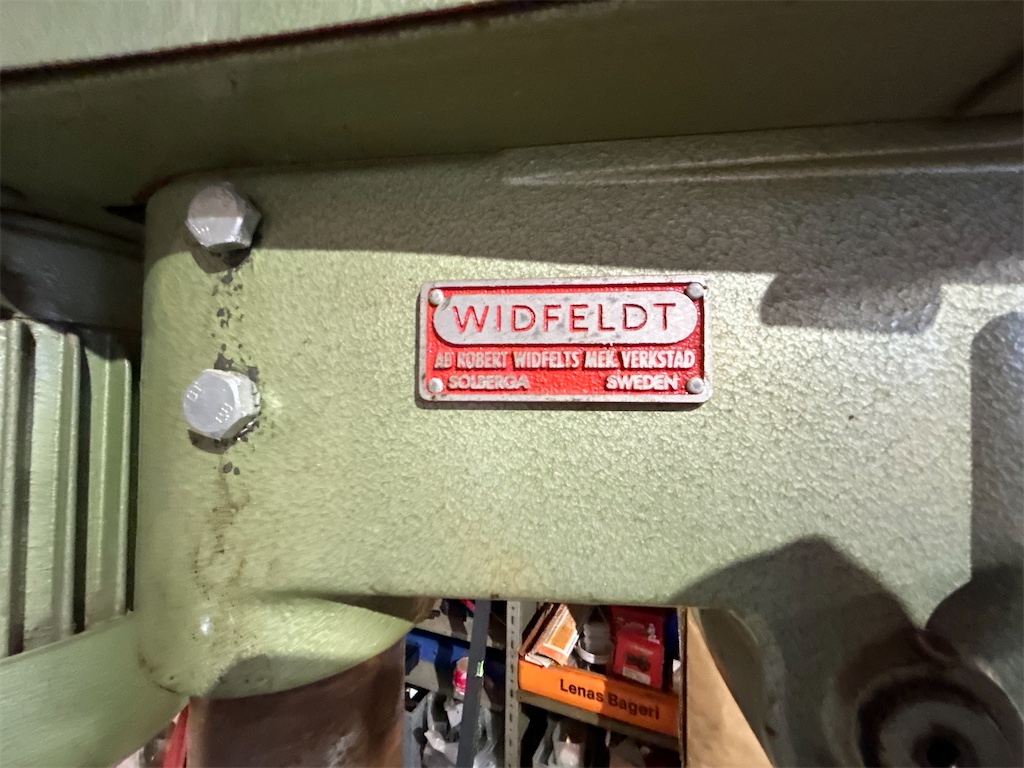 WIDFELDT
AB ROBERT WIDFELTS' MEK. VERKSTAD
SOLBERGA SWEDEN
Lenas Bageri